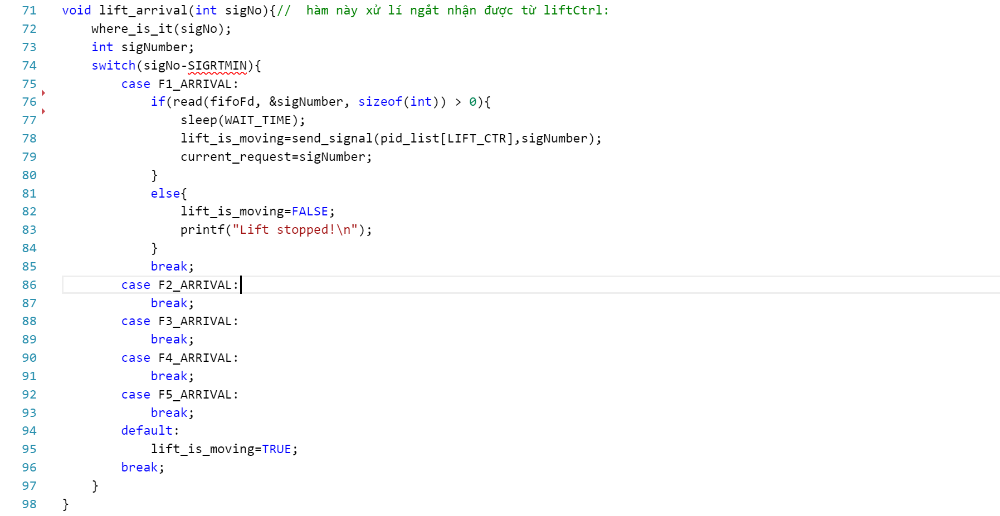 71 void lift_arrival(int sigNo){//  hàm này xử lí ngắt nhận được từ liftCtrl:
72     where_is_it(sigNo);
73     int sigNumber;
74     switch(sigNo-SIGRTMIN){
75         case F1_ARRIVAL:
76             if(read(fifoFd, &sigNumber, sizeof(int)) > 0){
77                 sleep(WAIT_TIME);
78                 lift_is_moving=send_signal(pid_list[LIFT_CTR],sigNumber);
79                 current_request=sigNumber;
80             }
81             else{
82                 lift_is_moving=FALSE;
83                 printf("Lift stopped!\n");
84             }
85             break;
86         case F2_ARRIVAL:
87             break;
88         case F3_ARRIVAL:
89             break;
90         case F4_ARRIVAL:
91             break;
92         case F5_ARRIVAL:
93             break;
94         default:
95             lift_is_moving=TRUE;
96         break;
97     }
98 }